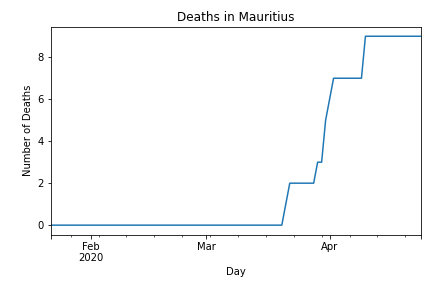 Deaths in Mauritius
Number of Deaths
8
6
4
2
0
Feb
2020
Mar
Apr
Day